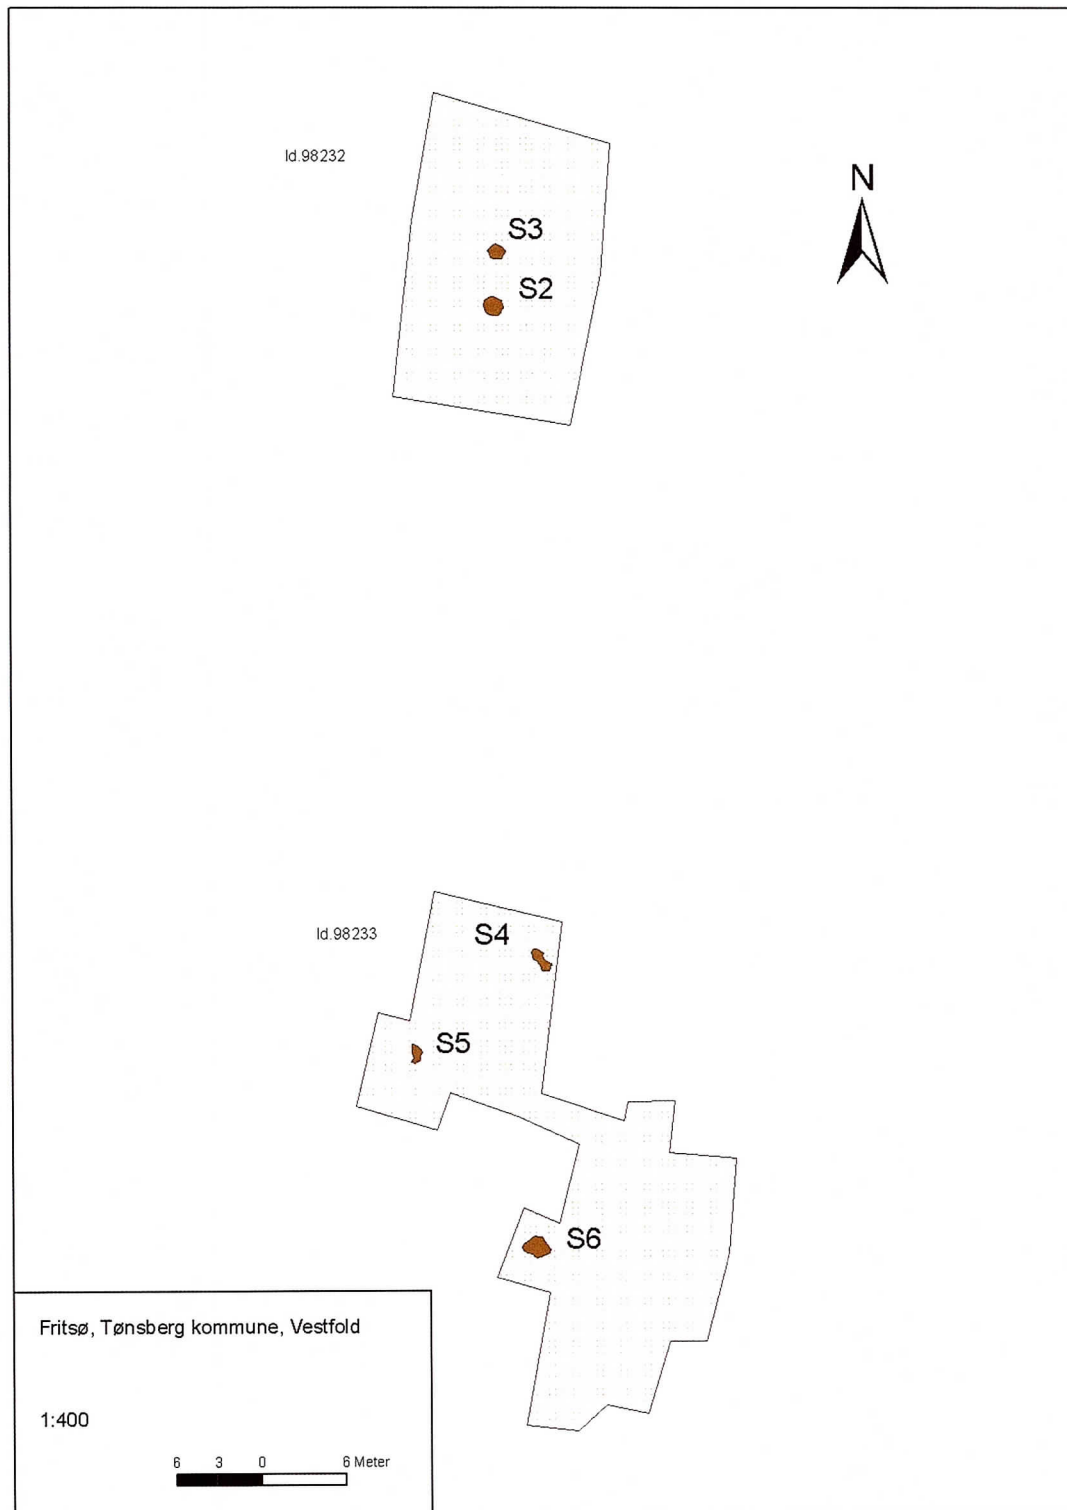 Id.98232
N
S3
S2
Id.98233
S4
S5
S6
Fritsø, Tønsberg kommune, Vestfold
1:400
6 3 0 6 Meter